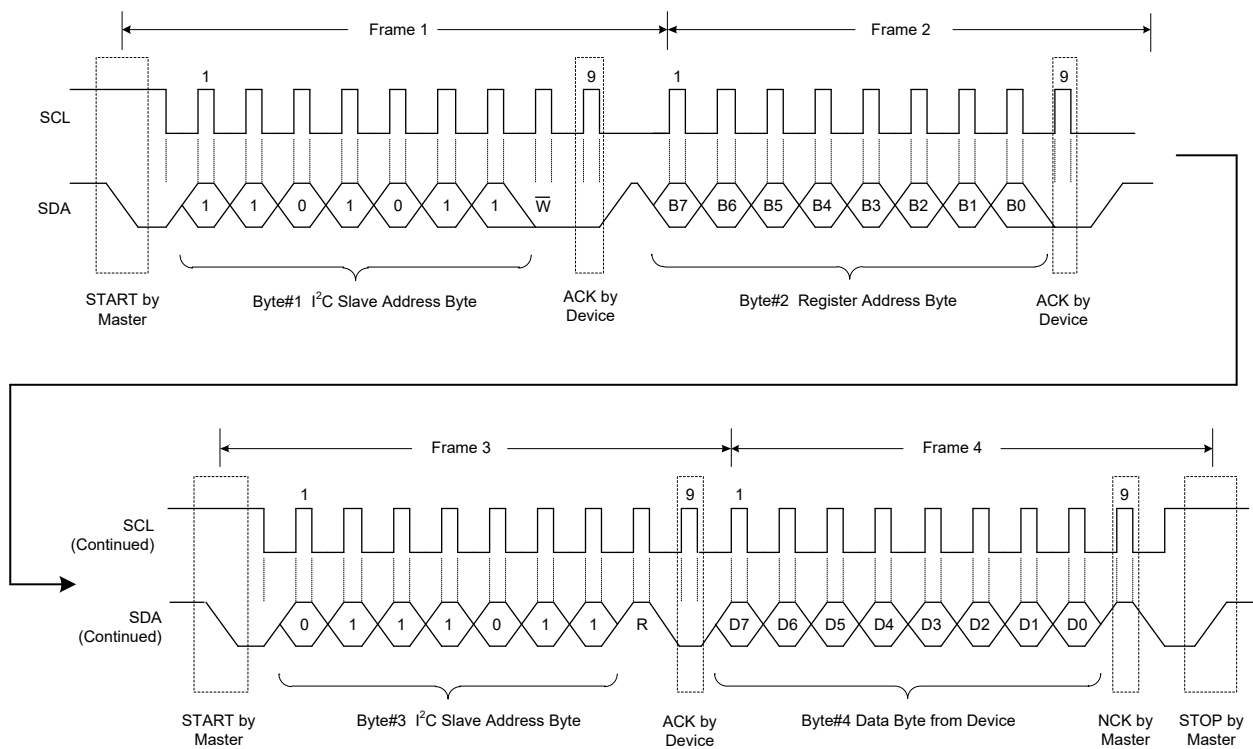 Frame 1 Frame 2
1 9 1 9
SCL
SDA 1 1 0 1 0 1 1 W̅ B7 B6 B5 B4 B3 B2 B1 B0
START by
Master
Byte#1 I²C Slave Address Byte
ACK by
Device
Byte#2 Register Address Byte
ACK by
Device
Frame 3 Frame 4
1 9 1 9
SCL
(Continued)
SDA
(Continued)
0 1 1 1 0 1 1 R D7 D6 D5 D4 D3 D2 D1 D0
START by
Master
Byte#3 I²C Slave Address Byte
ACK by
Device
Byte#4 Data Byte from Device
NCK by
Master
STOP by
Master